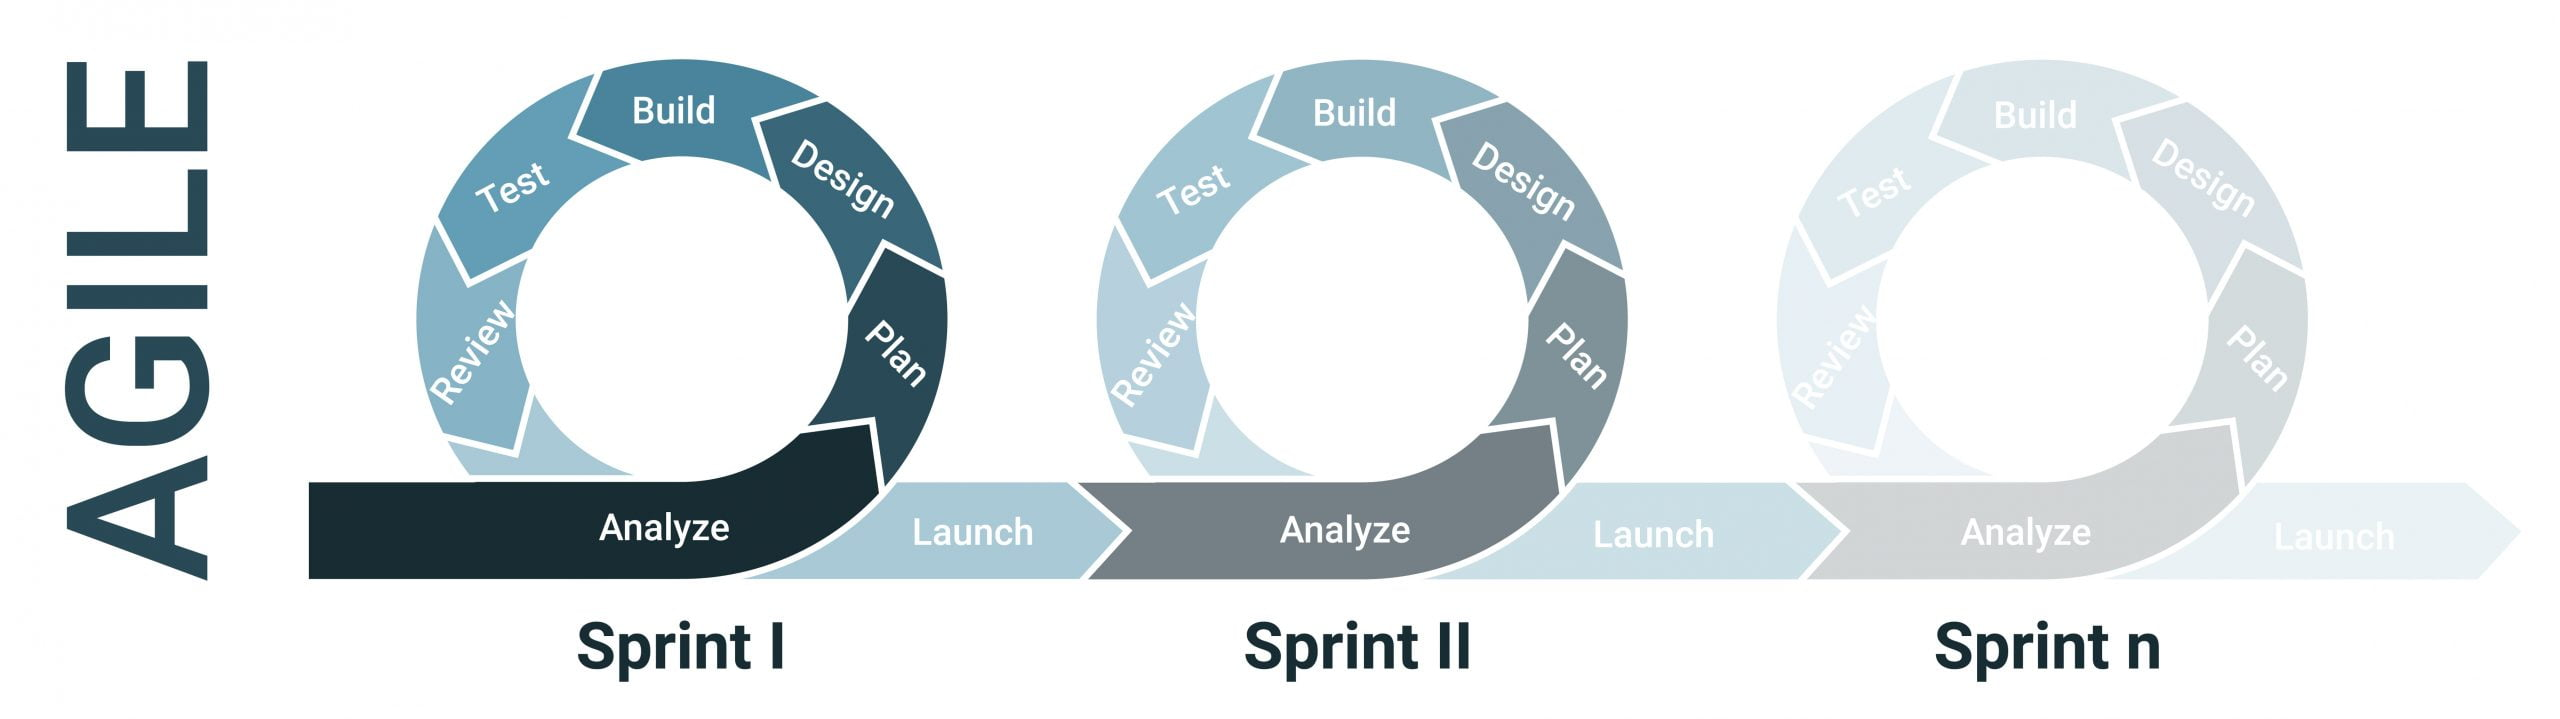 AGILE
Analyze
Plan
Design
Build
Test
Review
Launch
Sprint I
Analyze
Plan
Design
Build
Test
Review
Launch
Sprint II
Analyze
Plan
Design
Build
Test
Review
Launch
Sprint n